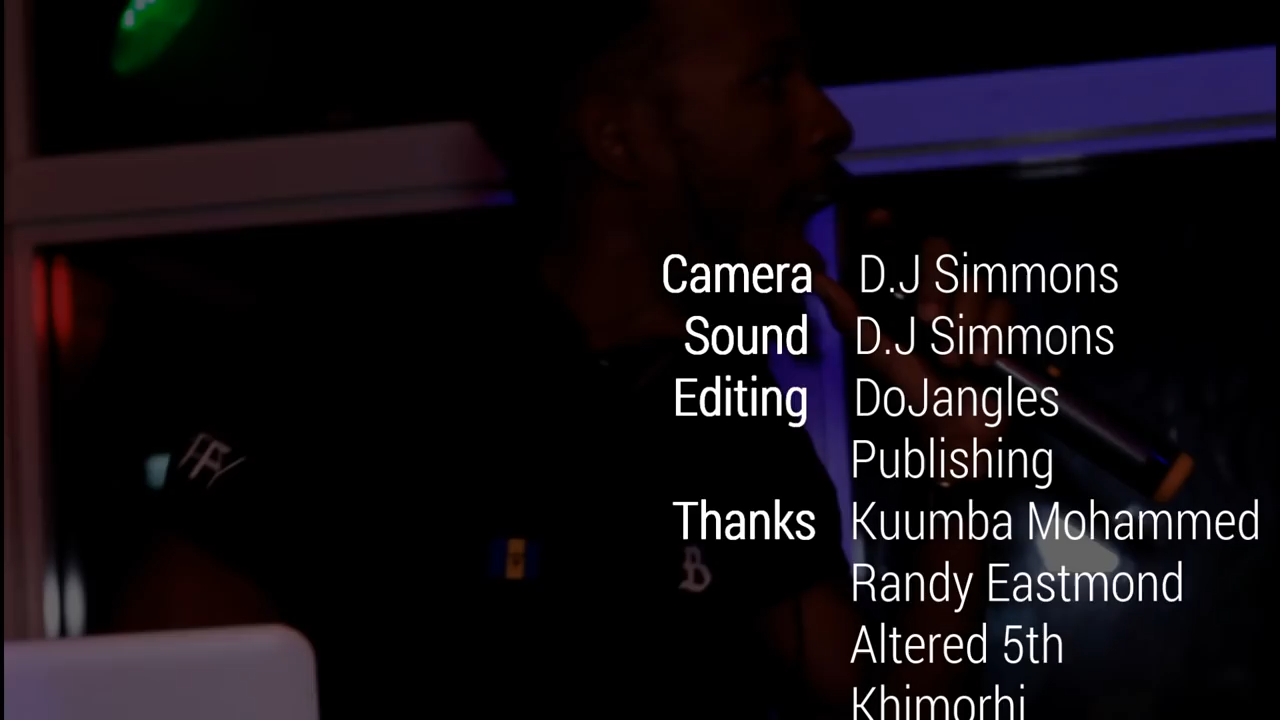 Camera D.J Simmons
Sound D.J Simmons
Editing DoJangles
Publishing
Thanks Kuumba Mohammed
Randy Eastmond
Altered 5th
Khimorhi
B